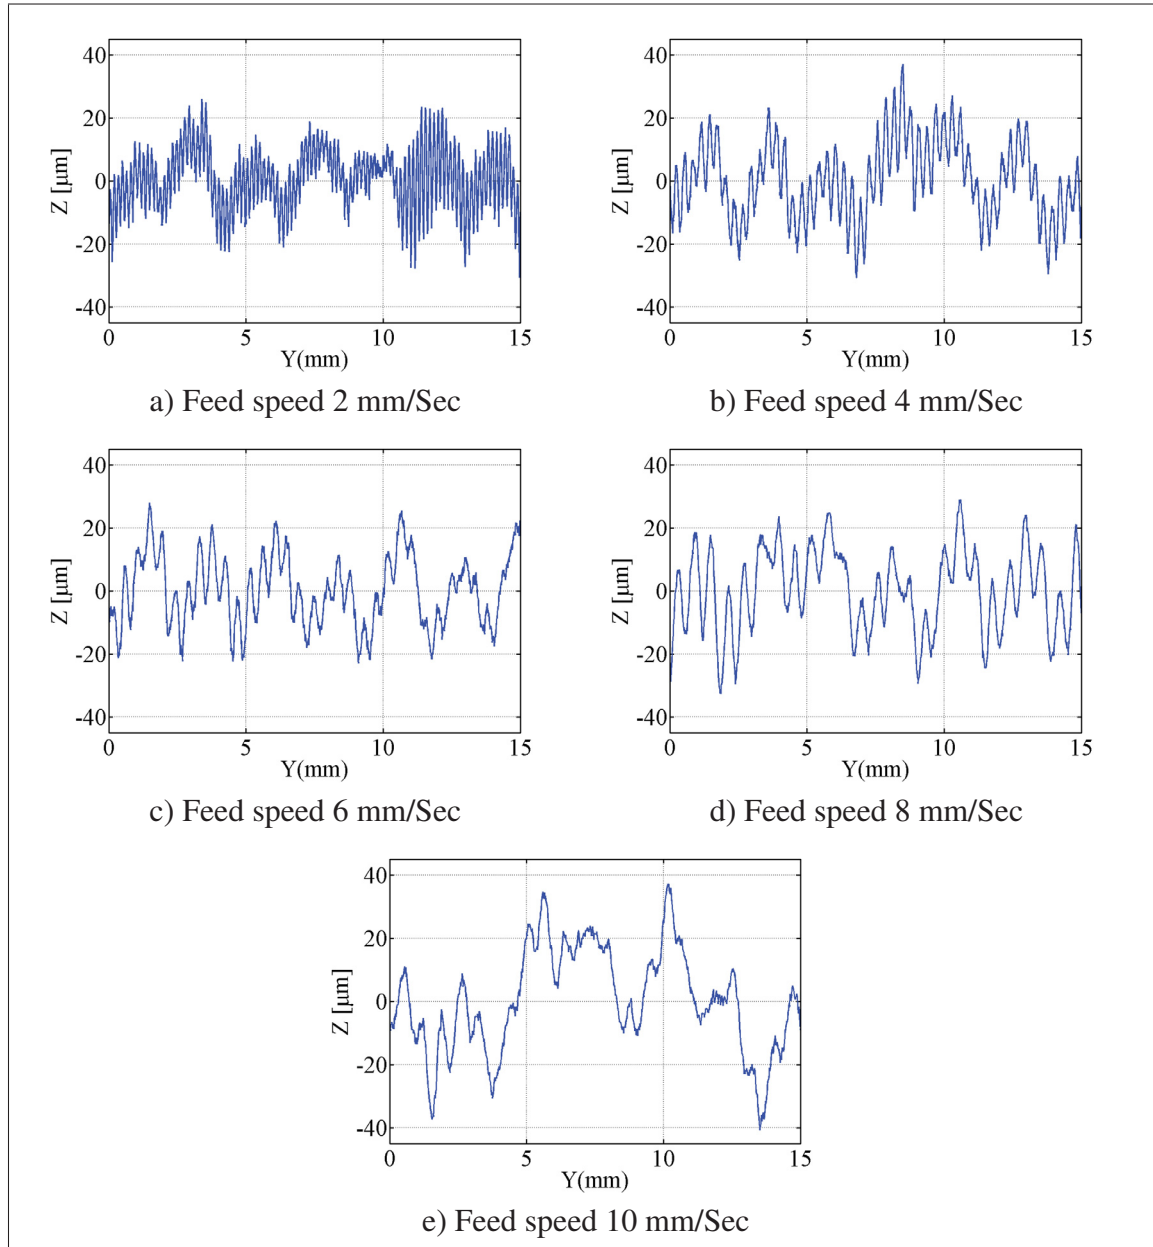 40
20
0
-20
-40
Z [μm]
0 5 10 15
Y(mm)
a) Feed speed 2 mm/Sec
40
20
0
-20
-40
Z [μm]
0 5 10 15
Y(mm)
b) Feed speed 4 mm/Sec
40
20
0
-20
-40
Z [μm]
0 5 10 15
Y(mm)
c) Feed speed 6 mm/Sec
40
20
0
-20
-40
Z [μm]
0 5 10 15
Y(mm)
d) Feed speed 8 mm/Sec
40
20
0
-20
-40
Z [μm]
0 5 10 15
Y(mm)
e) Feed speed 10 mm/Sec